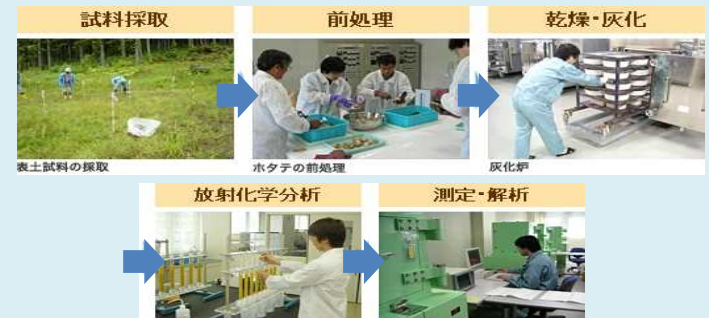 試料採取
前処理
乾燥・灰化
表土試料の採取
ホタテの前処理
灰化炉
放射化学分析
測定・解析